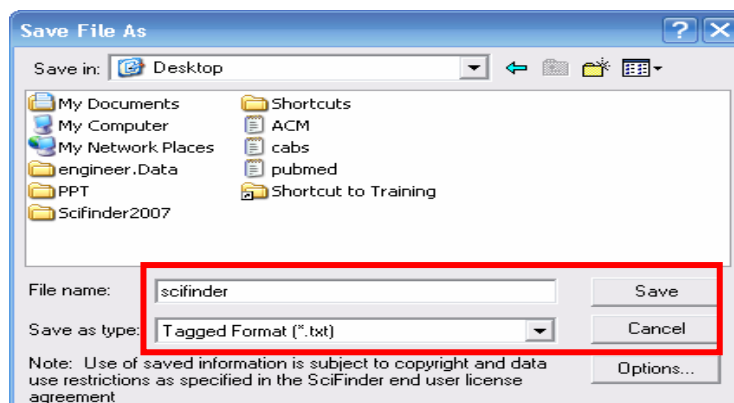 Save File As
Save in: Desktop
My Documents
My Computer
My Network Places
engineer.Data
PPT
Scifinder2007
Shortcuts
ACM
cabs
pubmed
Shortcut to Training
File name: scifinder Save
Save as type: Tagged Format (*.txt) Cancel
Note: Use of saved information is subject to copyright and data
use restrictions as specified in the SciFinder end user license
agreement
Options...